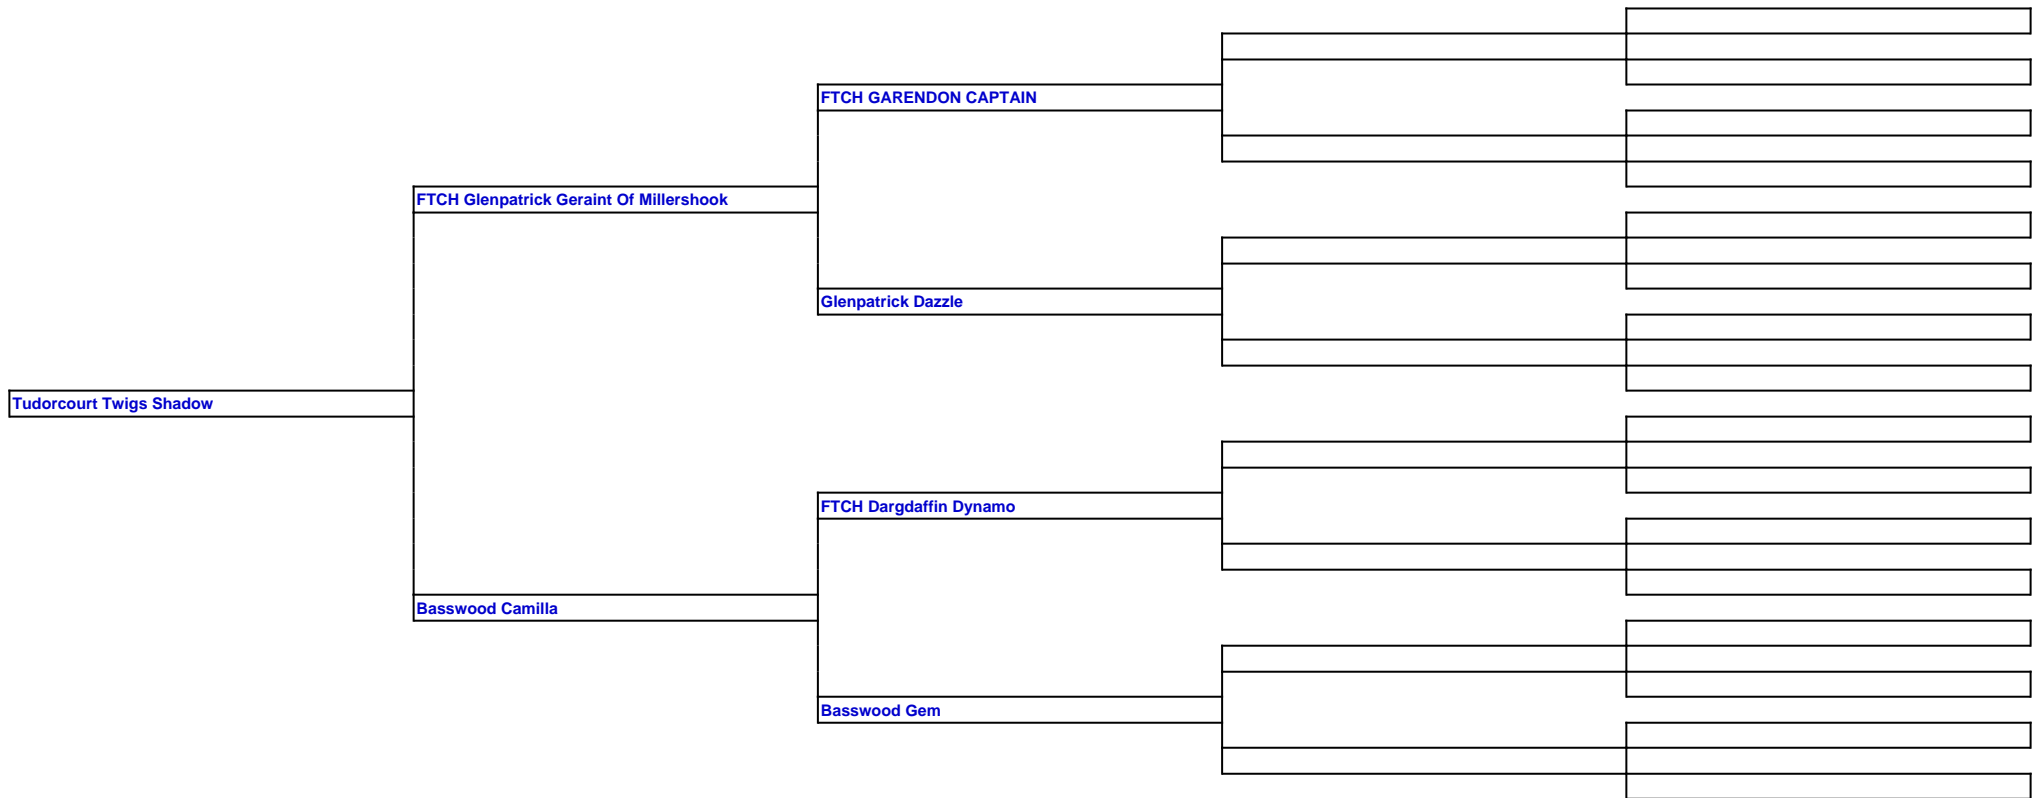 FTCH GARENDON CAPTAIN
FTCH Glenpatrick Geraint Of Millershook
Glenpatrick Dazzle
Tudorcourt Twigs Shadow
FTCH Dargdaffin Dynamo
Basswood Camilla
Basswood Gem